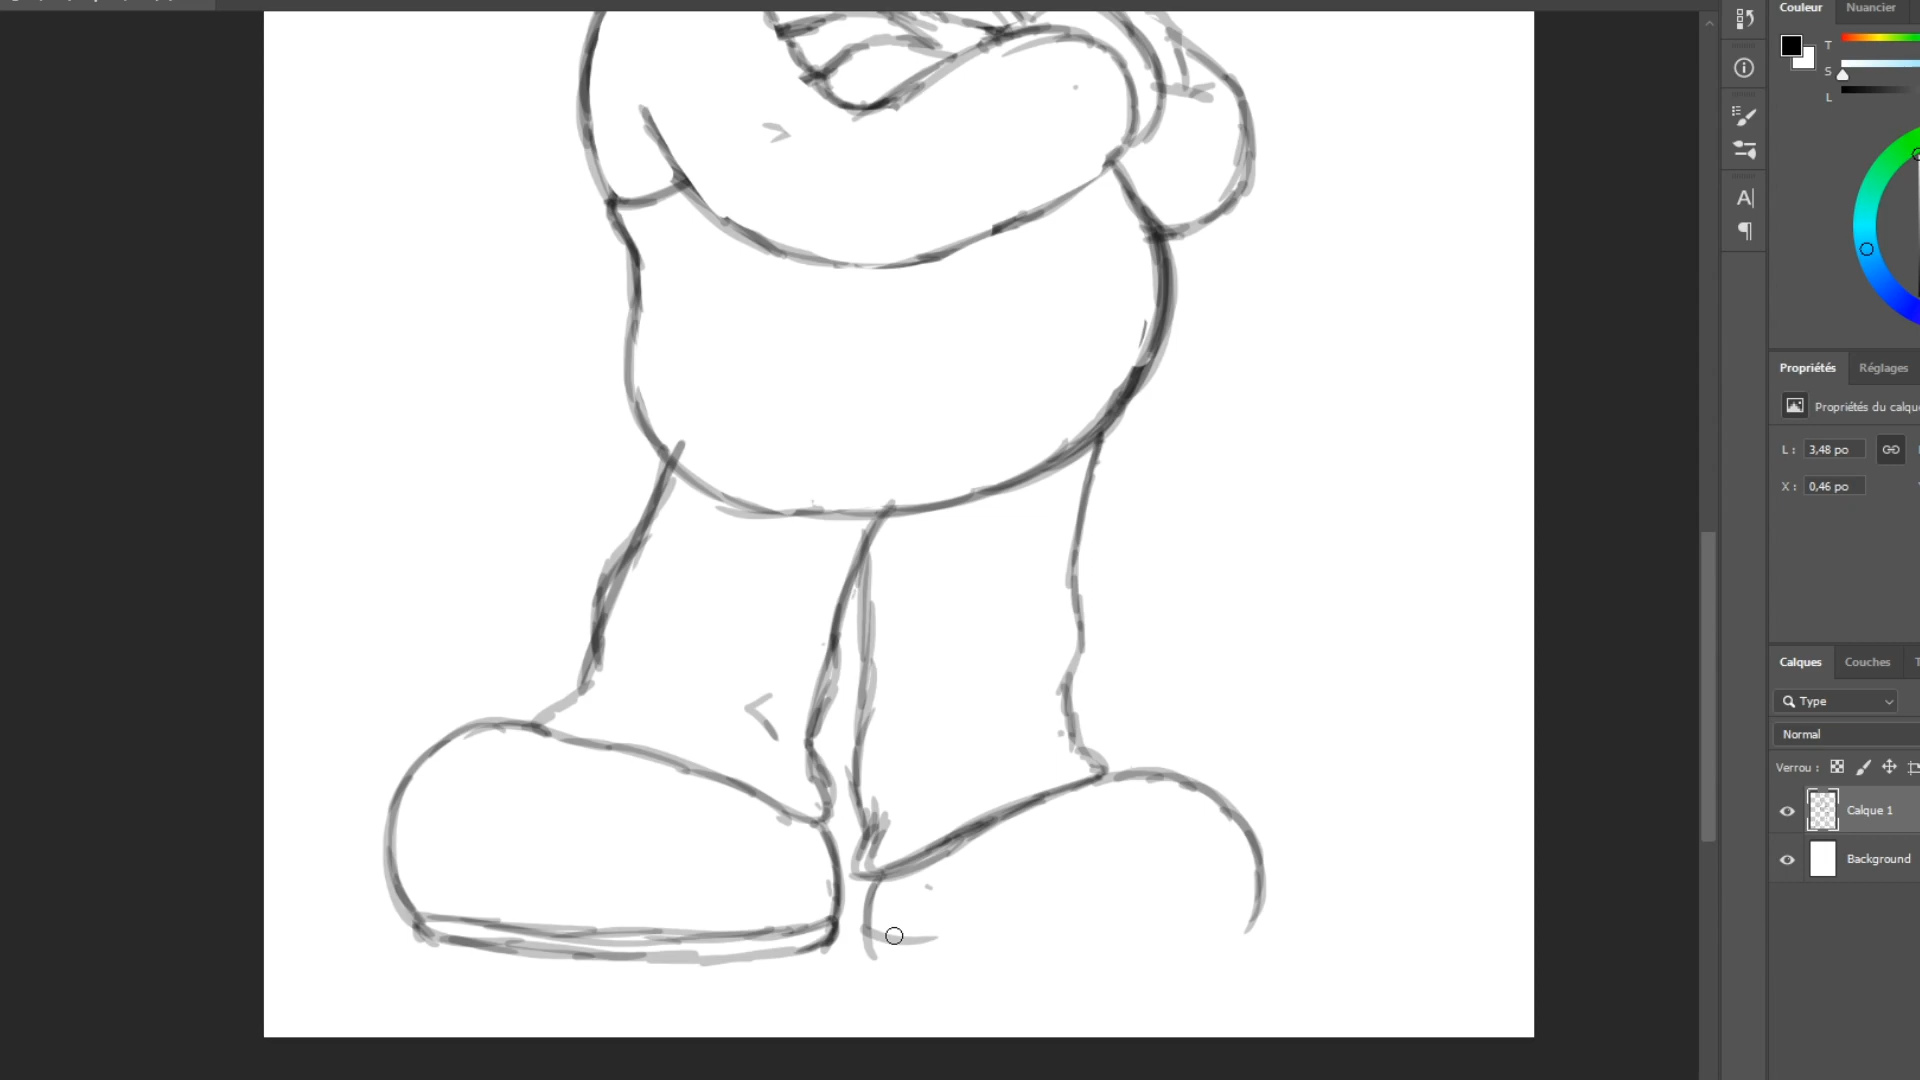 Couleur Nuancier
T
S
L
A|
¶
Propriétés Réglages
Propriétés du calqu
L : 3,48 po
X : 0,46 po
Calques Couches T
Type
Normal
Verrou :
Calque 1
Background